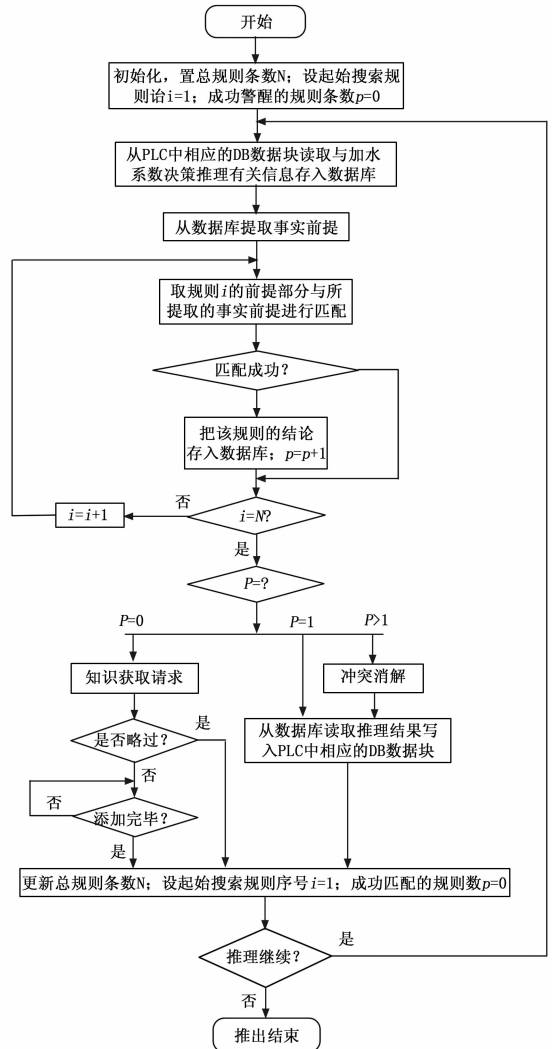 开始
初始化，置总规则条数N；设起始搜索规
则诒i=1；成功警醒的规则条数p=0
从PLC中相应的DB数据块读取与加水
系数决策推理有关信息存入数据库
从数据库提取事实前提
取规则i的前提部分与所
提取的事实前提进行匹配
匹配成功？
把该规则的结论
存入数据库；p=p+1
否
i=i+1
i=N?
是
P=?
P=0
P=1
P>1
知识获取请求
冲突消解
是否略过？
是
从数据库读取推理结果写
入PLC中相应的DB数据块
否
否
添加完毕？
是
更新总规则条数N；设起始搜索规则序号i=1；成功匹配的规则数p=0
推理继续？
是
否
推出结束